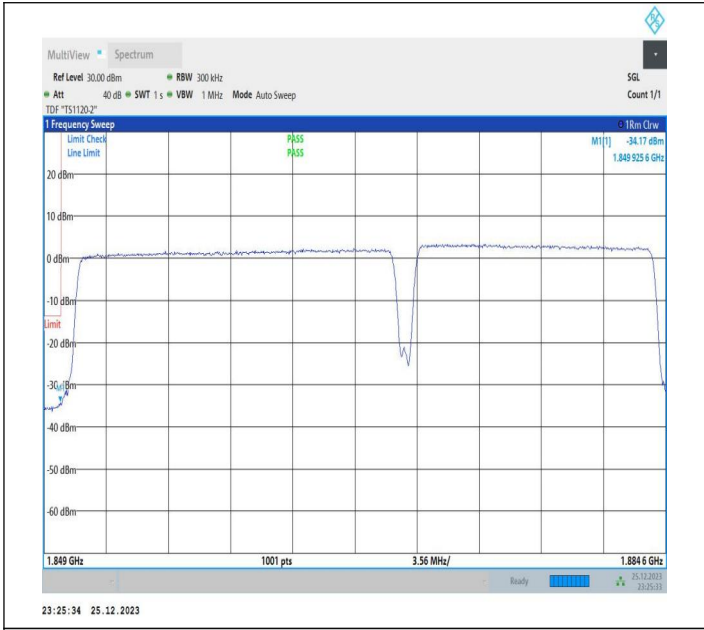 R&S
MultiView Spectrum
Ref Level 30.00 dBm RBW 300 kHz SGL
Att 40 dB SWT 1 s VBW 1 MHz Mode Auto Sweep Count 1/1
TDF "TS1120-2"
1 Frequency Sweep 1Rm Clrw
Limit Check PASS M1[1] -34.17 dBm
Line Limit PASS 1.849 925 6 GHz
20 dBm
10 dBm
0 dBm
-10 dBm
Limit
-20 dBm
-30 dBm
M1
-40 dBm
-50 dBm
-60 dBm
1.849 GHz 1001 pts 3.56 MHz/ 1.884 6 GHz
Ready 25.12.2023
23:25:33
23:25:34 25.12.2023